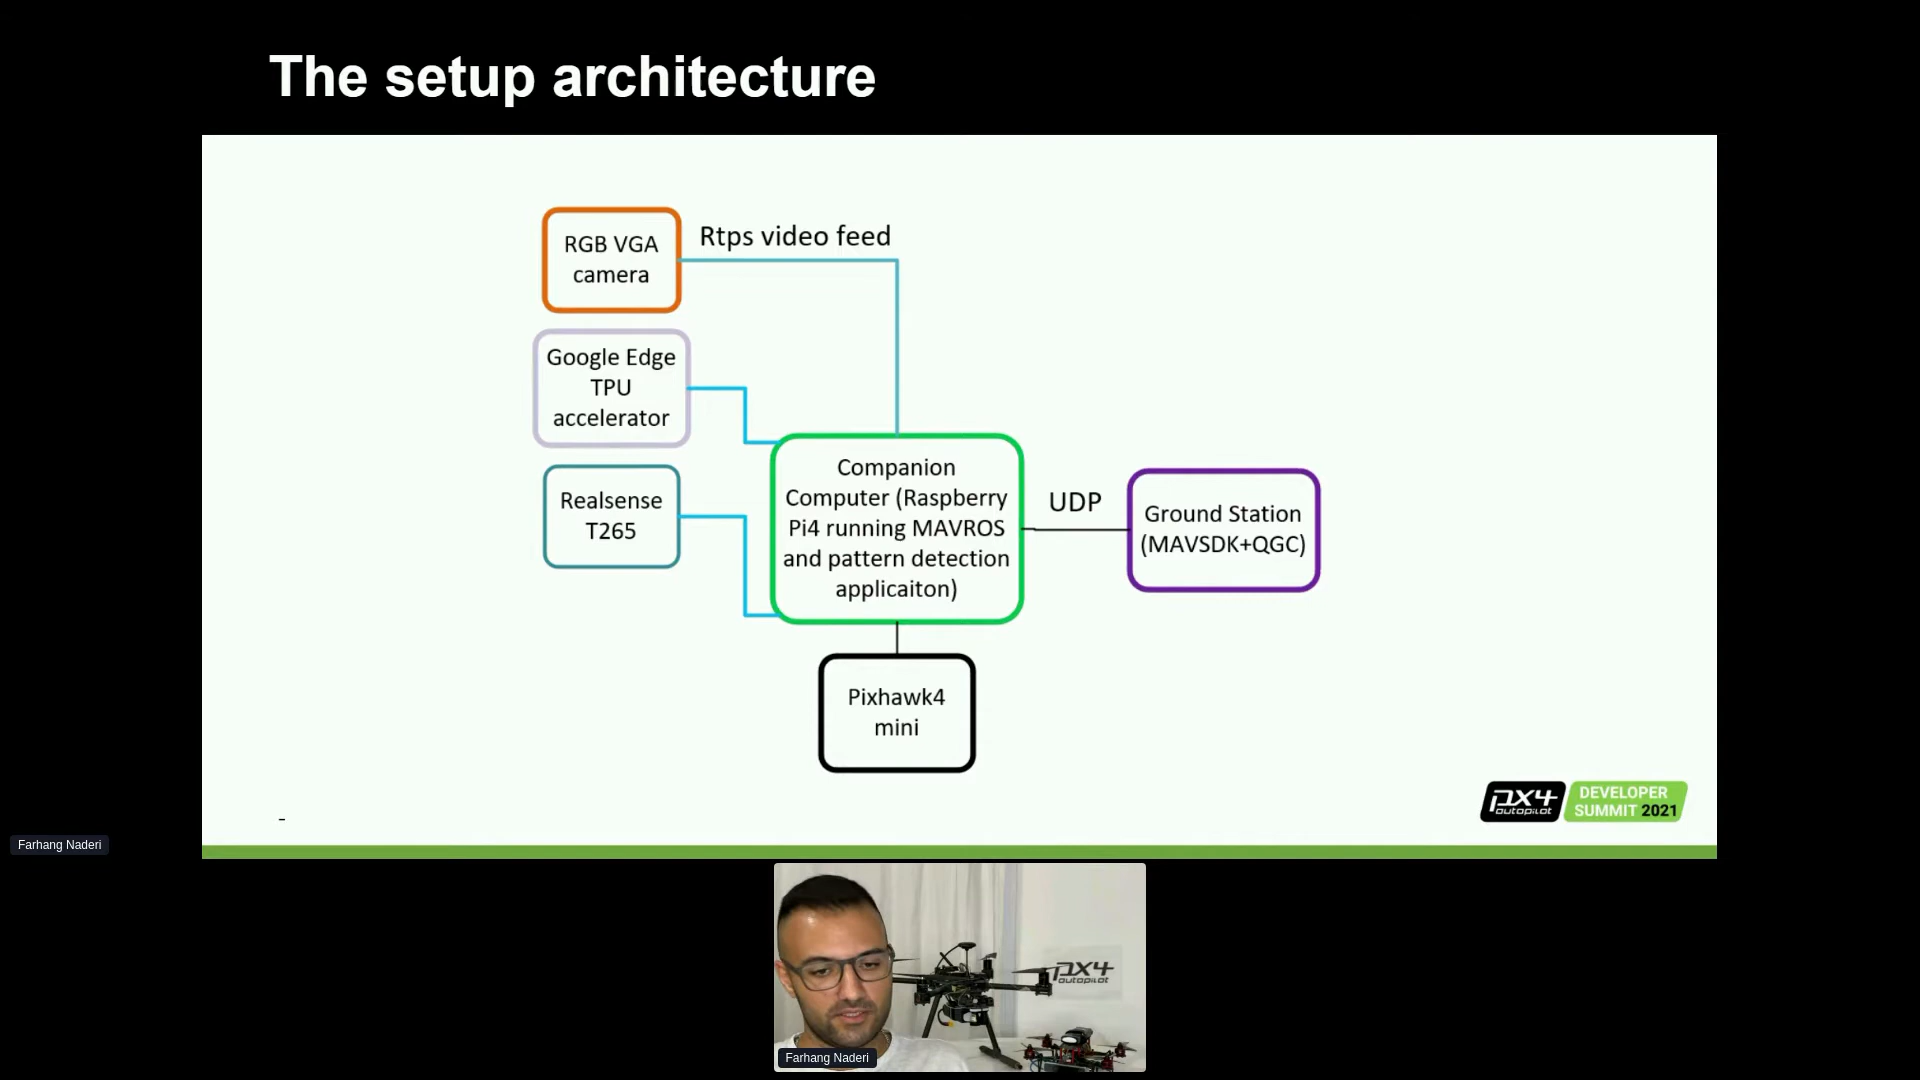 The setup architecture
RGB VGA
camera
Rtps video feed
Google Edge
TPU
accelerator
Realsense
T265
Companion
Computer (Raspberry
Pi4 running MAVROS
and pattern detection
applicaiton)
UDP
Ground Station
(MAVSDK+QGC)
Pixhawk4
mini
-
px4
autopilot
DEVELOPER
SUMMIT 2021
Farhang Naderi
px4
autopilot
Farhang Naderi